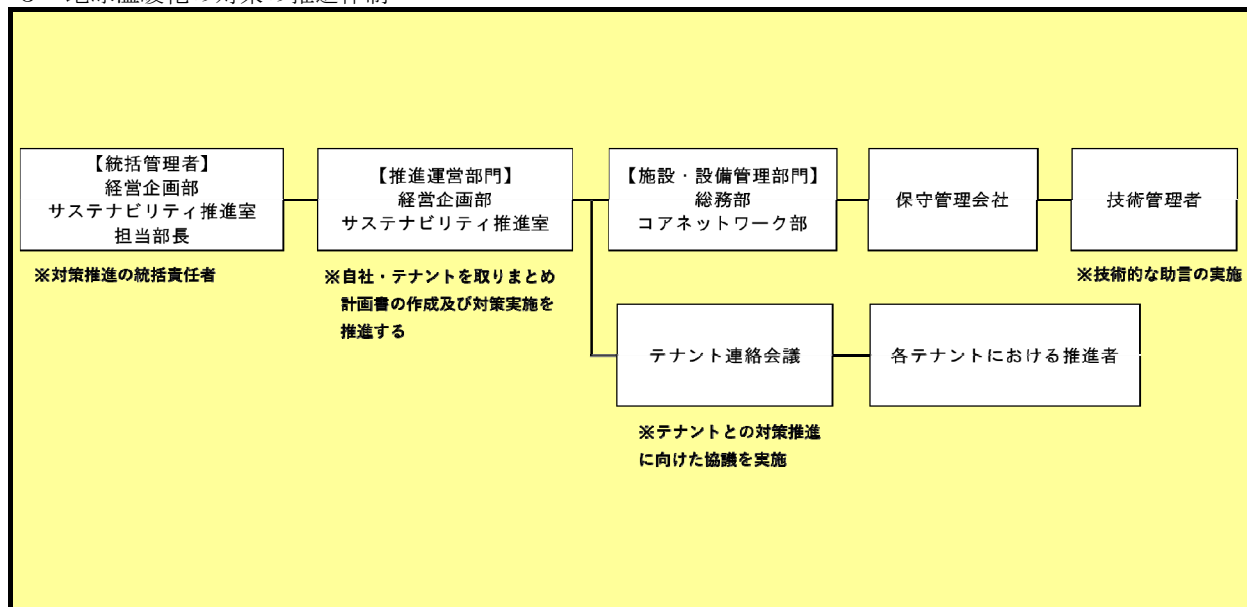 【統括管理者】
経営企画部
サステナビリティ推進室
担当部長
※対策推進の統括責任者
【推進運営部門】
経営企画部
サステナビリティ推進室
※自社・テナントを取りまとめ
計画書の作成及び対策実施を
推進する
【施設・設備管理部門】
総務部
コアネットワーク部
保守管理会社
技術管理者
※技術的な助言の実施
テナント連絡会議
※テナントとの対策推進
に向けた協議を実施
各テナントにおける推進者